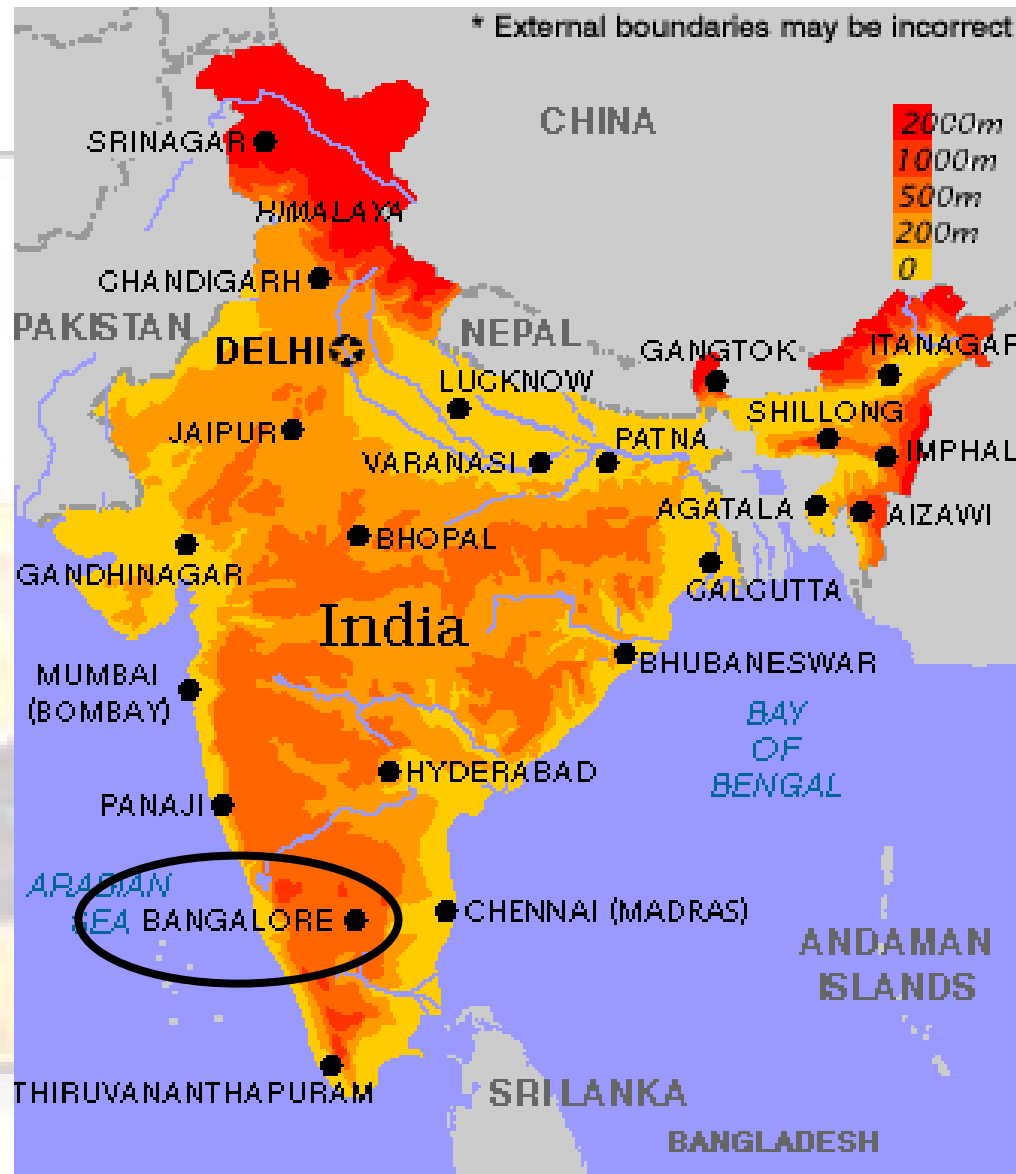 * External boundaries may be incorrect
CHINA
2000m
1000m
500m
200m
0
SRINAGAR
HIMALAYA
CHANDIGARH
PAKISTAN
NEPAL
DELHI
GANGTOK
ITANAGAR
LUCKNOW
SHILLONG
JAIPUR
PATNA
VARANASI
IMPHAL
AGATALA
AIZAWI
BHOPAL
GANDHINAGAR
CALCUTTA
India
BHUBANESWAR
MUMBAI
(BOMBAY)
BAY
OF
BENGAL
HYDERABAD
PANAJI
ARABIAN
SEA
BANGALORE
CHENNAI (MADRAS)
ANDAMAN
ISLANDS
THIRUVANANTHAPURAM
SRI LANKA
BANGLADESH